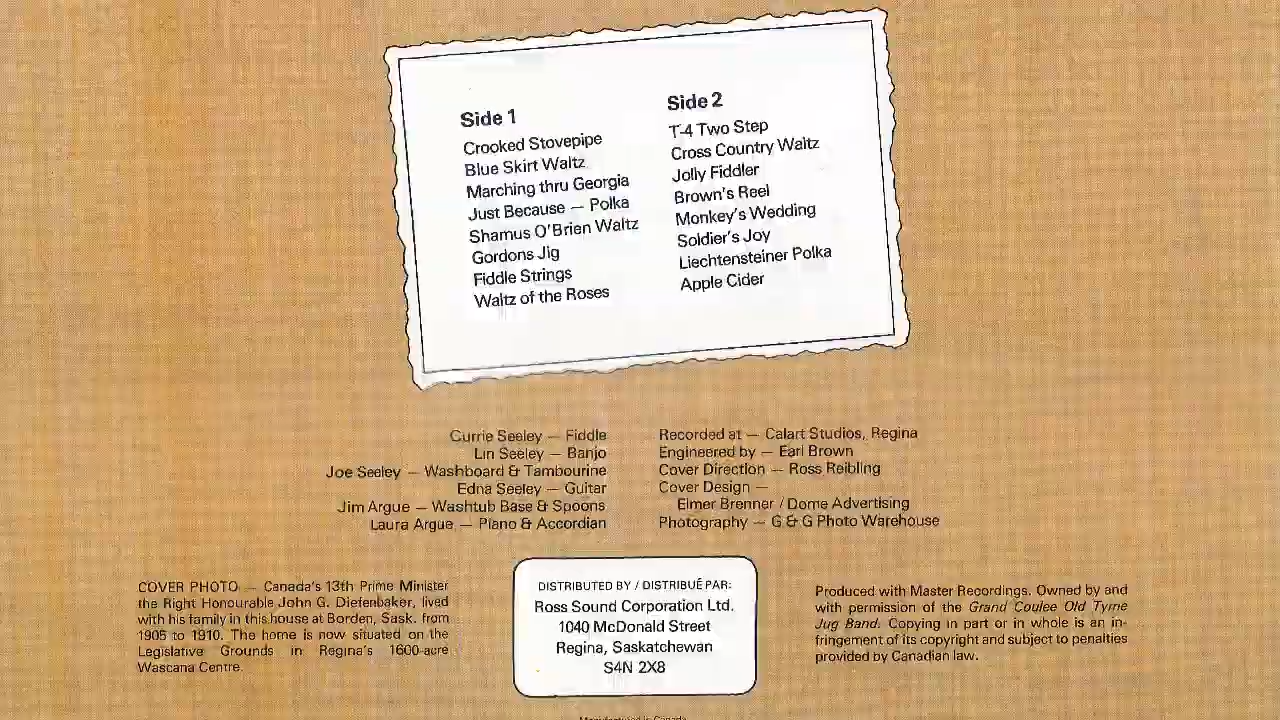 Side 1
Crooked Stovepipe
Blue Skirt Waltz
Marching thru Georgia
Just Because — Polka
Shamus O'Brien Waltz
Gordons Jig
Fiddle Strings
Waltz of the Roses
Side 2
T-4 Two Step
Cross Country Waltz
Jolly Fiddler
Brown's Reel
Monkey's Wedding
Soldier's Joy
Liechtensteiner Polka
Apple Cider
Currie Seeley — Fiddle
Lin Seeley — Banjo
Joe Seeley — Washboard & Tambourine
Edna Seeley — Guitar
Jim Argue — Washtub Base & Spoons
Laura Argue — Piano & Accordian
Recorded at — Calart Studios, Regina
Engineered by — Earl Brown
Cover Direction — Ross Reibling
Cover Design —
Elmer Brenner / Dome Advertising
Photography — G & G Photo Warehouse
COVER PHOTO — Canada's 13th Prime Minister
the Right Honourable John G. Diefenbaker, lived
with his family in this house at Borden, Sask. from
1905 to 1910. The home is now situated on the
Legislative Grounds in Regina's 1600-acre
Wascana Centre.
DISTRIBUTED BY / DISTRIBUÉ PAR:
Ross Sound Corporation Ltd.
1040 McDonald Street
Regina, Saskatchewan
S4N 2X8
Produced with Master Recordings. Owned by and
with permission of the Grand Coulee Old Tyme
Jug Band. Copying in part or in whole is an in-
fringement of its copyright and subject to penalties
provided by Canadian law.
Manufactured in Canada